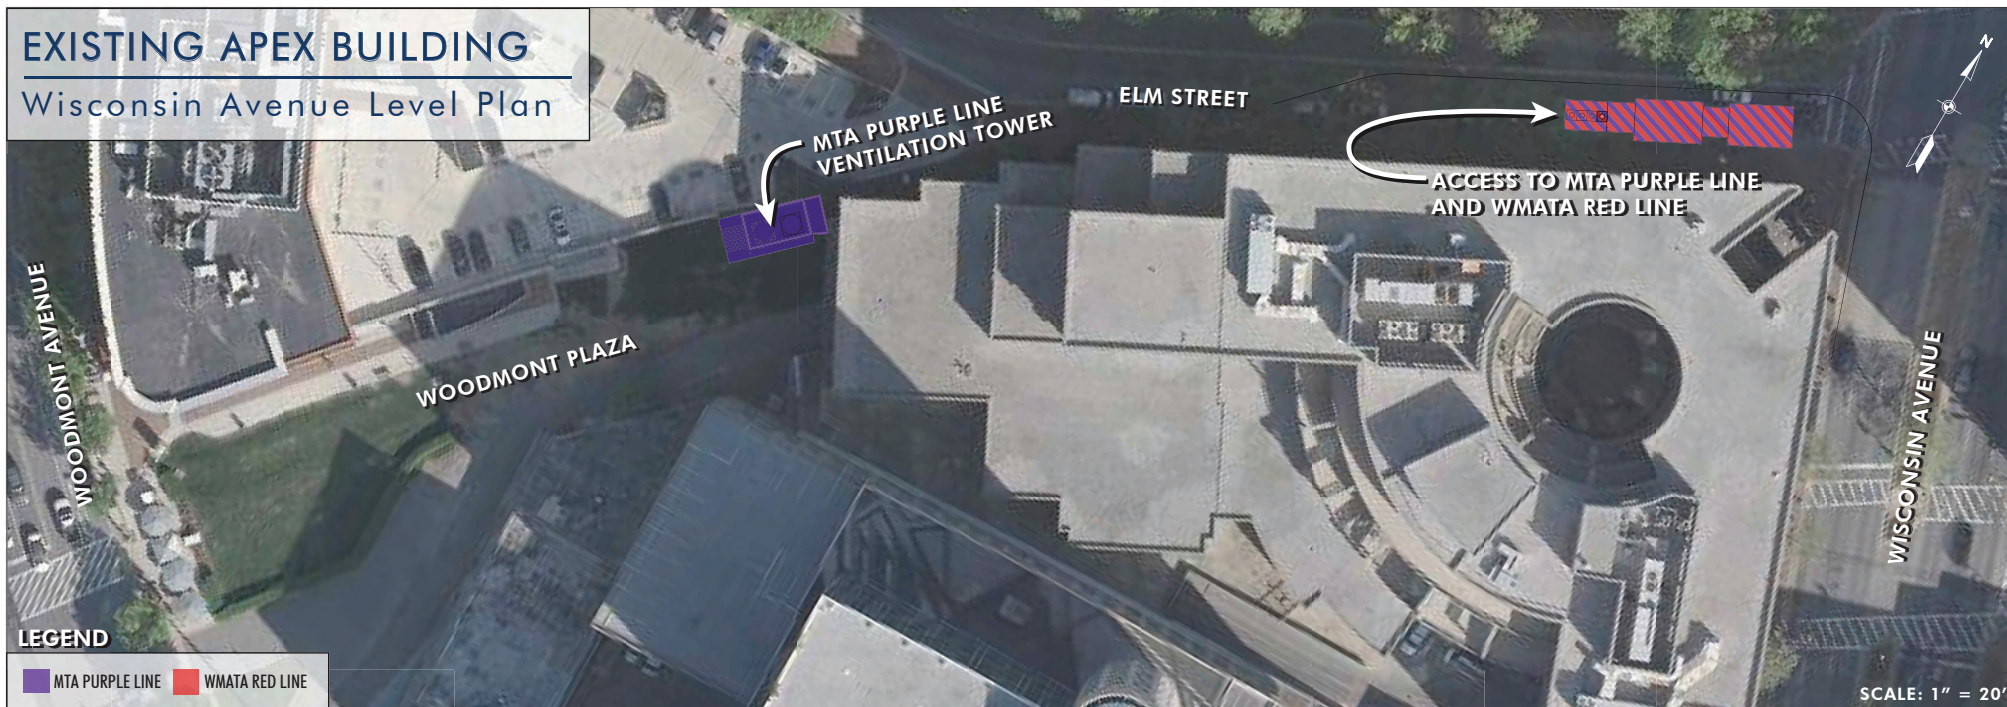 EXISTING APEX BUILDING
Wisconsin Avenue Level Plan
N
ELM STREET
MTA PURPLE LINE
VENTILATION TOWER
ACCESS TO MTA PURPLE LINE
AND WMATA RED LINE
WOODMONT AVENUE
WOODMONT PLAZA
WISCONSIN AVENUE
LEGEND
MTA PURPLE LINE
WMATA RED LINE
SCALE: 1" = 20'